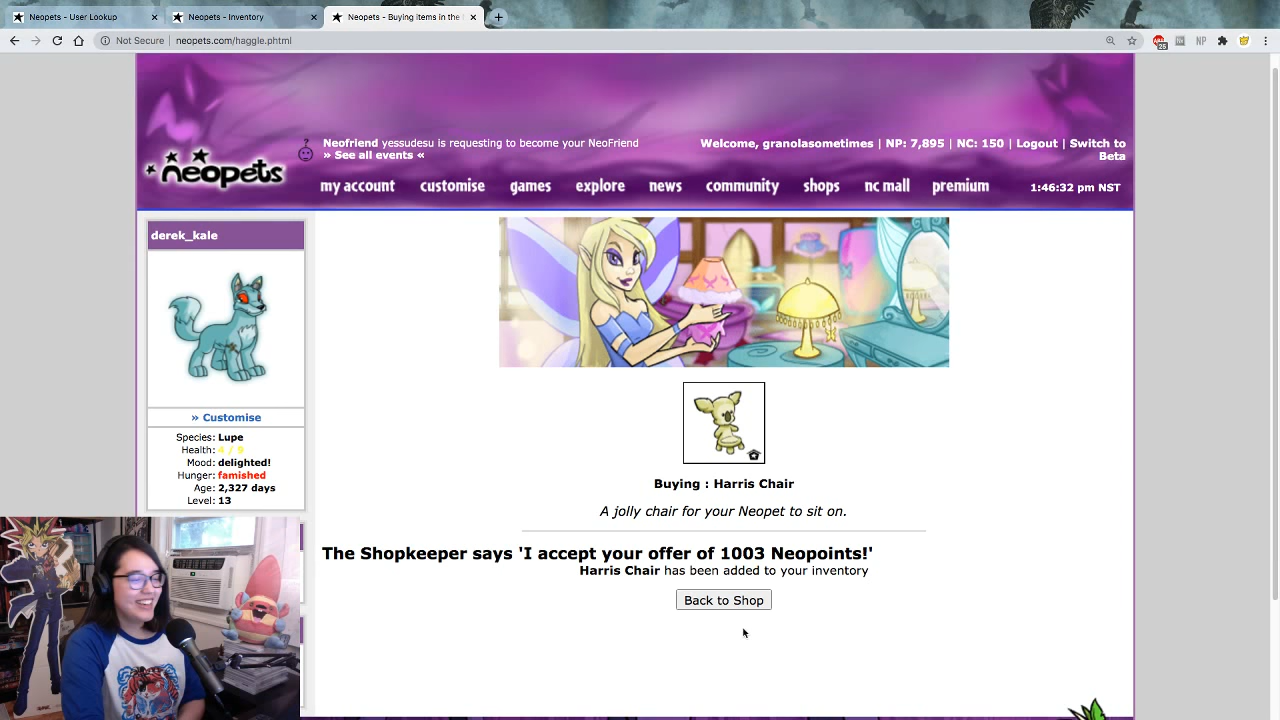 Neopets - User Lookup
Neopets - Inventory
Neopets - Buying items in the
Not Secure | neopets.com/haggle.phtml
Neofriend yessudesu is requesting to become your NeoFriend
» See all events «
Welcome, granolasometimes | NP: 7,895 | NC: 150 | Logout | Switch to
Beta
neopets
my account
customise
games
explore
news
community
shops
nc mall
premium
1:46:32 pm NST
derek_kale
» Customise
Species: Lupe
Health: 4 / 9
Mood: delighted!
Hunger: famished
Age: 2,327 days
Level: 13
Buying : Harris Chair
A jolly chair for your Neopet to sit on.
The Shopkeeper says 'I accept your offer of 1003 Neopoints!'
Harris Chair has been added to your inventory
Back to Shop